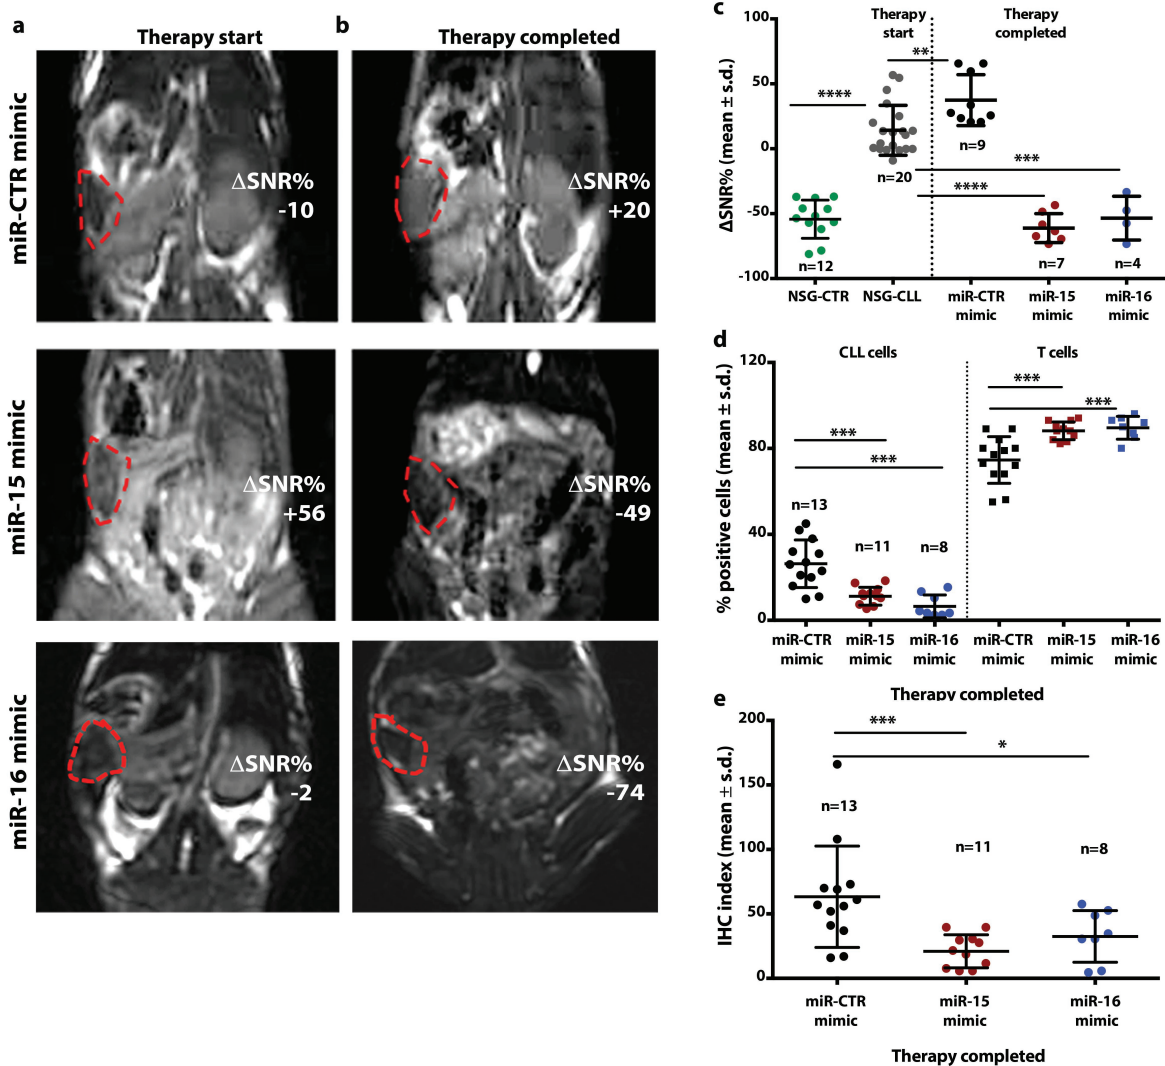 a
Therapy start
b
Therapy completed
miR-CTR mimic
ΔSNR%
-10
ΔSNR%
+20
miR-15 mimic
ΔSNR%
+56
ΔSNR%
-49
miR-16 mimic
ΔSNR%
-2
ΔSNR%
-74
c
Therapy
start
Therapy
completed
ΔSNR% (mean ± s.d.)
100
50
0
-50
-100
****
**
***
****
n=12
n=20
n=9
n=7
n=4
NSG-CTR
NSG-CLL
miR-CTR
mimic
miR-15
mimic
miR-16
mimic
d
CLL cells
T cells
% positive cells (mean ± s.d.)
120
80
40
0
***
***
***
***
n=13
n=11
n=8
miR-CTR
mimic
miR-15
mimic
miR-16
mimic
miR-CTR
mimic
miR-15
mimic
miR-16
mimic
Therapy completed
e
IHC index (mean ± s.d.)
200
150
100
50
0
***
*
n=13
n=11
n=8
miR-CTR
mimic
miR-15
mimic
miR-16
mimic
Therapy completed